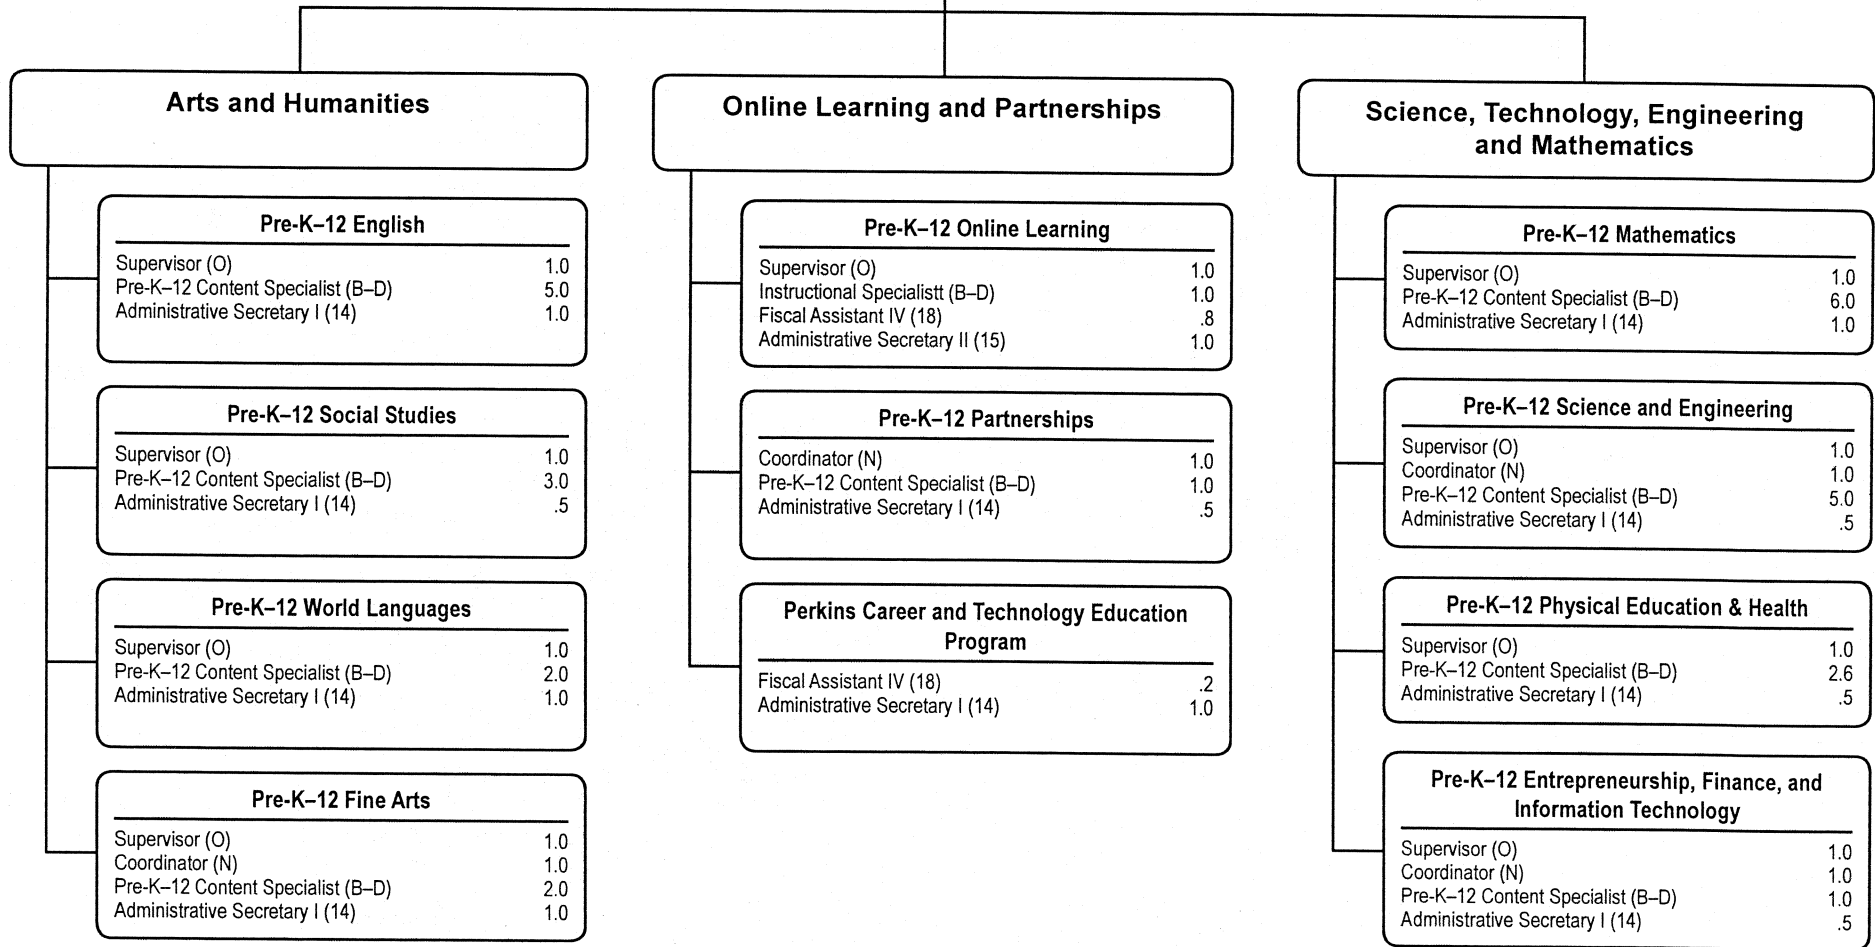 Arts and Humanities
Pre-K–12 English
Supervisor (O) 1.0
Pre-K–12 Content Specialist (B–D) 5.0
Administrative Secretary I (14) 1.0
Pre-K–12 Social Studies
Supervisor (O) 1.0
Pre-K–12 Content Specialist (B–D) 3.0
Administrative Secretary I (14) .5
Pre-K–12 World Languages
Supervisor (O) 1.0
Pre-K–12 Content Specialist (B–D) 2.0
Administrative Secretary I (14) 1.0
Pre-K–12 Fine Arts
Supervisor (O) 1.0
Coordinator (N) 1.0
Pre-K–12 Content Specialist (B–D) 2.0
Administrative Secretary I (14) 1.0
Online Learning and Partnerships
Pre-K–12 Online Learning
Supervisor (O) 1.0
Instructional Specialistt (B–D) 1.0
Fiscal Assistant IV (18) .8
Administrative Secretary II (15) 1.0
Pre-K–12 Partnerships
Coordinator (N) 1.0
Pre-K–12 Content Specialist (B–D) 1.0
Administrative Secretary I (14) .5
Perkins Career and Technology Education
Program
Fiscal Assistant IV (18) .2
Administrative Secretary I (14) 1.0
Science, Technology, Engineering
and Mathematics
Pre-K–12 Mathematics
Supervisor (O) 1.0
Pre-K–12 Content Specialist (B–D) 6.0
Administrative Secretary I (14) 1.0
Pre-K–12 Science and Engineering
Supervisor (O) 1.0
Coordinator (N) 1.0
Pre-K–12 Content Specialist (B–D) 5.0
Administrative Secretary I (14) .5
Pre-K–12 Physical Education & Health
Supervisor (O) 1.0
Pre-K–12 Content Specialist (B–D) 2.6
Administrative Secretary I (14) .5
Pre-K–12 Entrepreneurship, Finance, and
Information Technology
Supervisor (O) 1.0
Coordinator (N) 1.0
Pre-K–12 Content Specialist (B–D) 1.0
Administrative Secretary I (14) .5